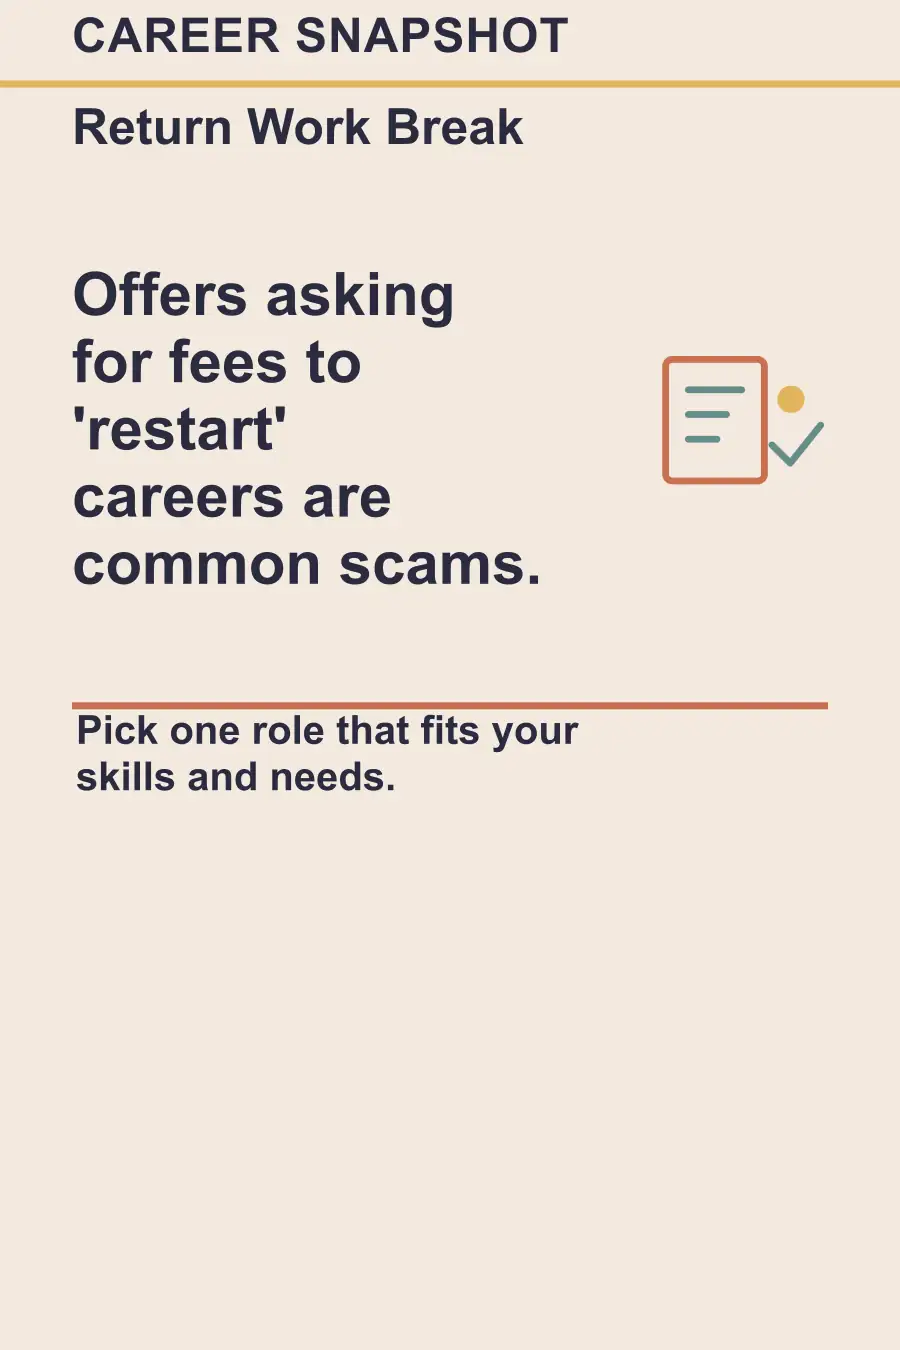 CAREER SNAPSHOT
Return Work Break
Offers asking
for fees to
'restart'
careers are
common scams.
Pick one role that fits your
skills and needs.